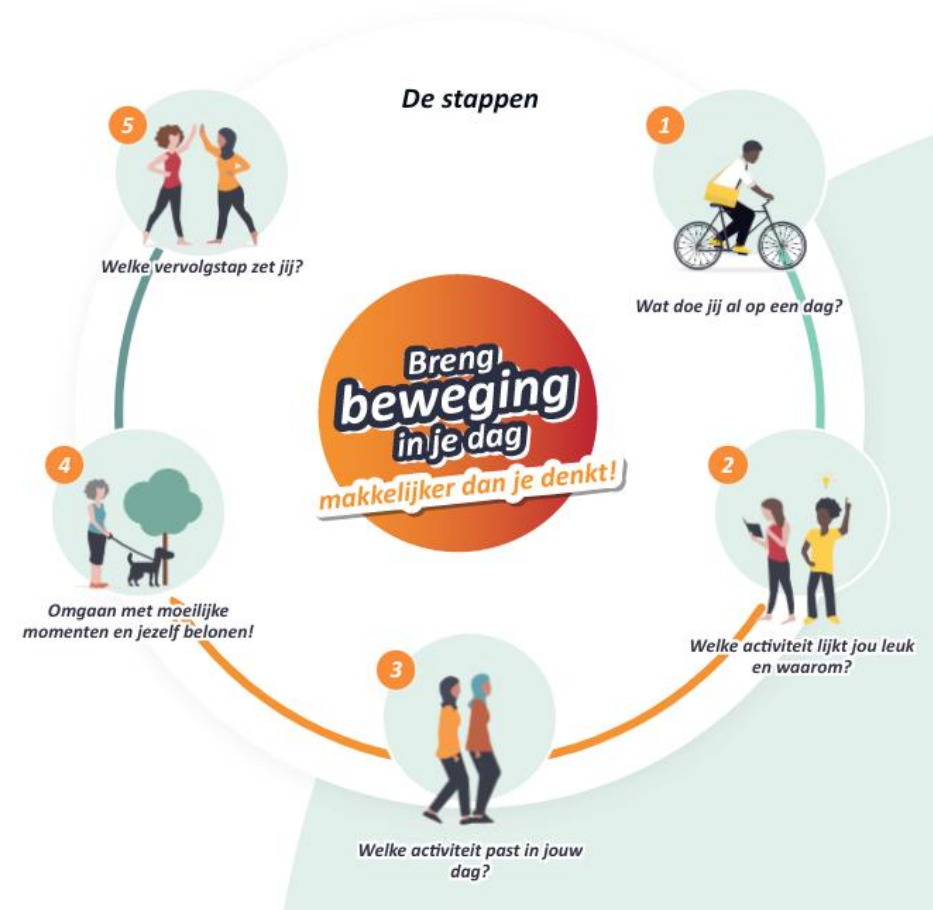 De stappen
1
Wat doe jij al op een dag?
2
Welke activiteit lijkt jou leuk
en waarom?
3
Welke activiteit past in jouw
dag?
4
Omgaan met moeilijke
momenten en jezelf belonen!
5
Welke vervolgstap zet jij?
Breng
beweging
in je dag
makkelijker dan je denkt!